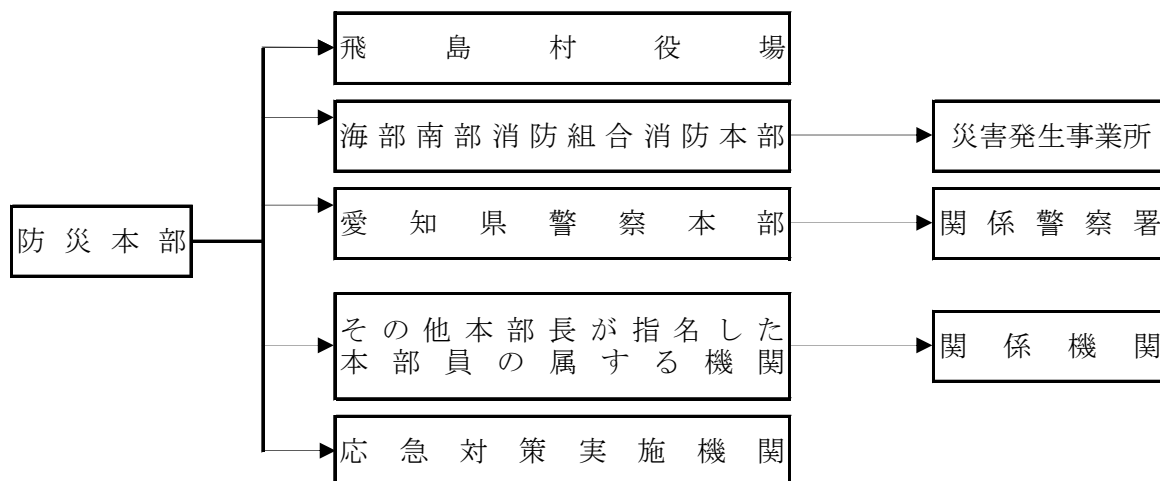 飛島村役場
海部南部消防組合消防本部
災害発生事業所
愛知県警察本部
関係警察署
防災本部
その他本部長が指名した
本部員の属する機関
関係機関
応急対策実施機関